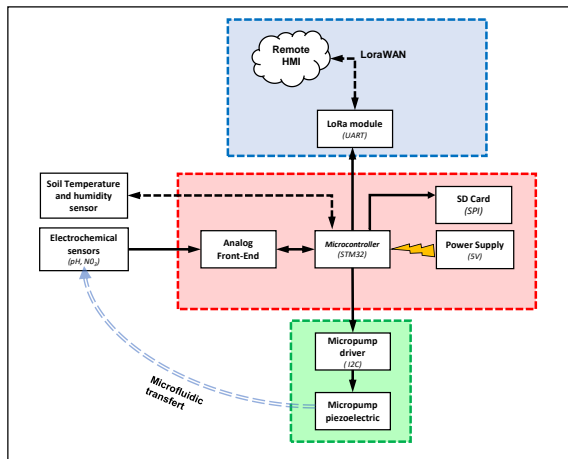 Remote
HMI
LoraWAN
LoRa module
(UART)
Soil Temperature
and humidity
sensor
SD Card
(SPI)
Electrochemical
sensors
(pH, N0₃)
Analog
Front-End
Microcontroller
(STM32)
Power Supply
(5V)
Micropump
driver
( I2C)
Microfluidic
transfert
Micropump
piezoelectric